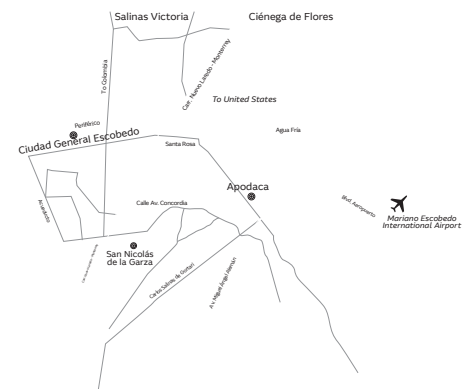 Salinas Victoria
Ciénega de Flores
To Colombia
Carr. Nuevo Laredo - Monterrey
To United States
Periférico
Ciudad General Escobedo
Agua Fría
Santa Rosa
Apodaca
Acueducto
Calle Av. Concordia
Blvd. Aeropuerto
Mariano Escobedo
International Airport
San Nicolás
de la Garza
Carlos Salinas de Gortari
Av. Miguel Ángel Alemán